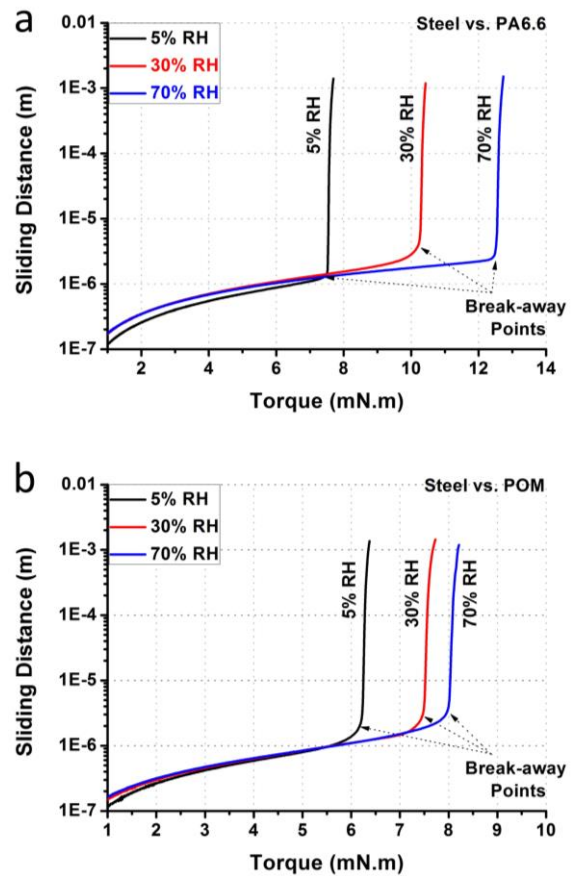 a
Steel vs. PA6.6
5% RH
30% RH
70% RH
0.01
1E-3
1E-4
1E-5
1E-6
1E-7
Sliding Distance (m)
5% RH
30% RH
70% RH
Break-away
Points
2
4
6
8
10
12
14
Torque (mN.m)
b
Steel vs. POM
5% RH
30% RH
70% RH
0.01
1E-3
1E-4
1E-5
1E-6
1E-7
Sliding Distance (m)
5% RH
30% RH
70% RH
Break-away
Points
1
2
3
4
5
6
7
8
9
10
Torque (mN.m)